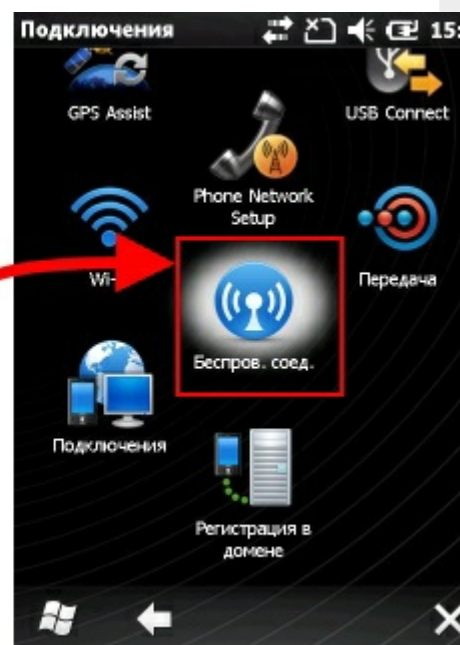 Подключения 15:
GPS Assist
USB Connect
Phone Network
Setup
Wi-
Передача
Беспров. соед.
Подключения
Регистрация в
домене